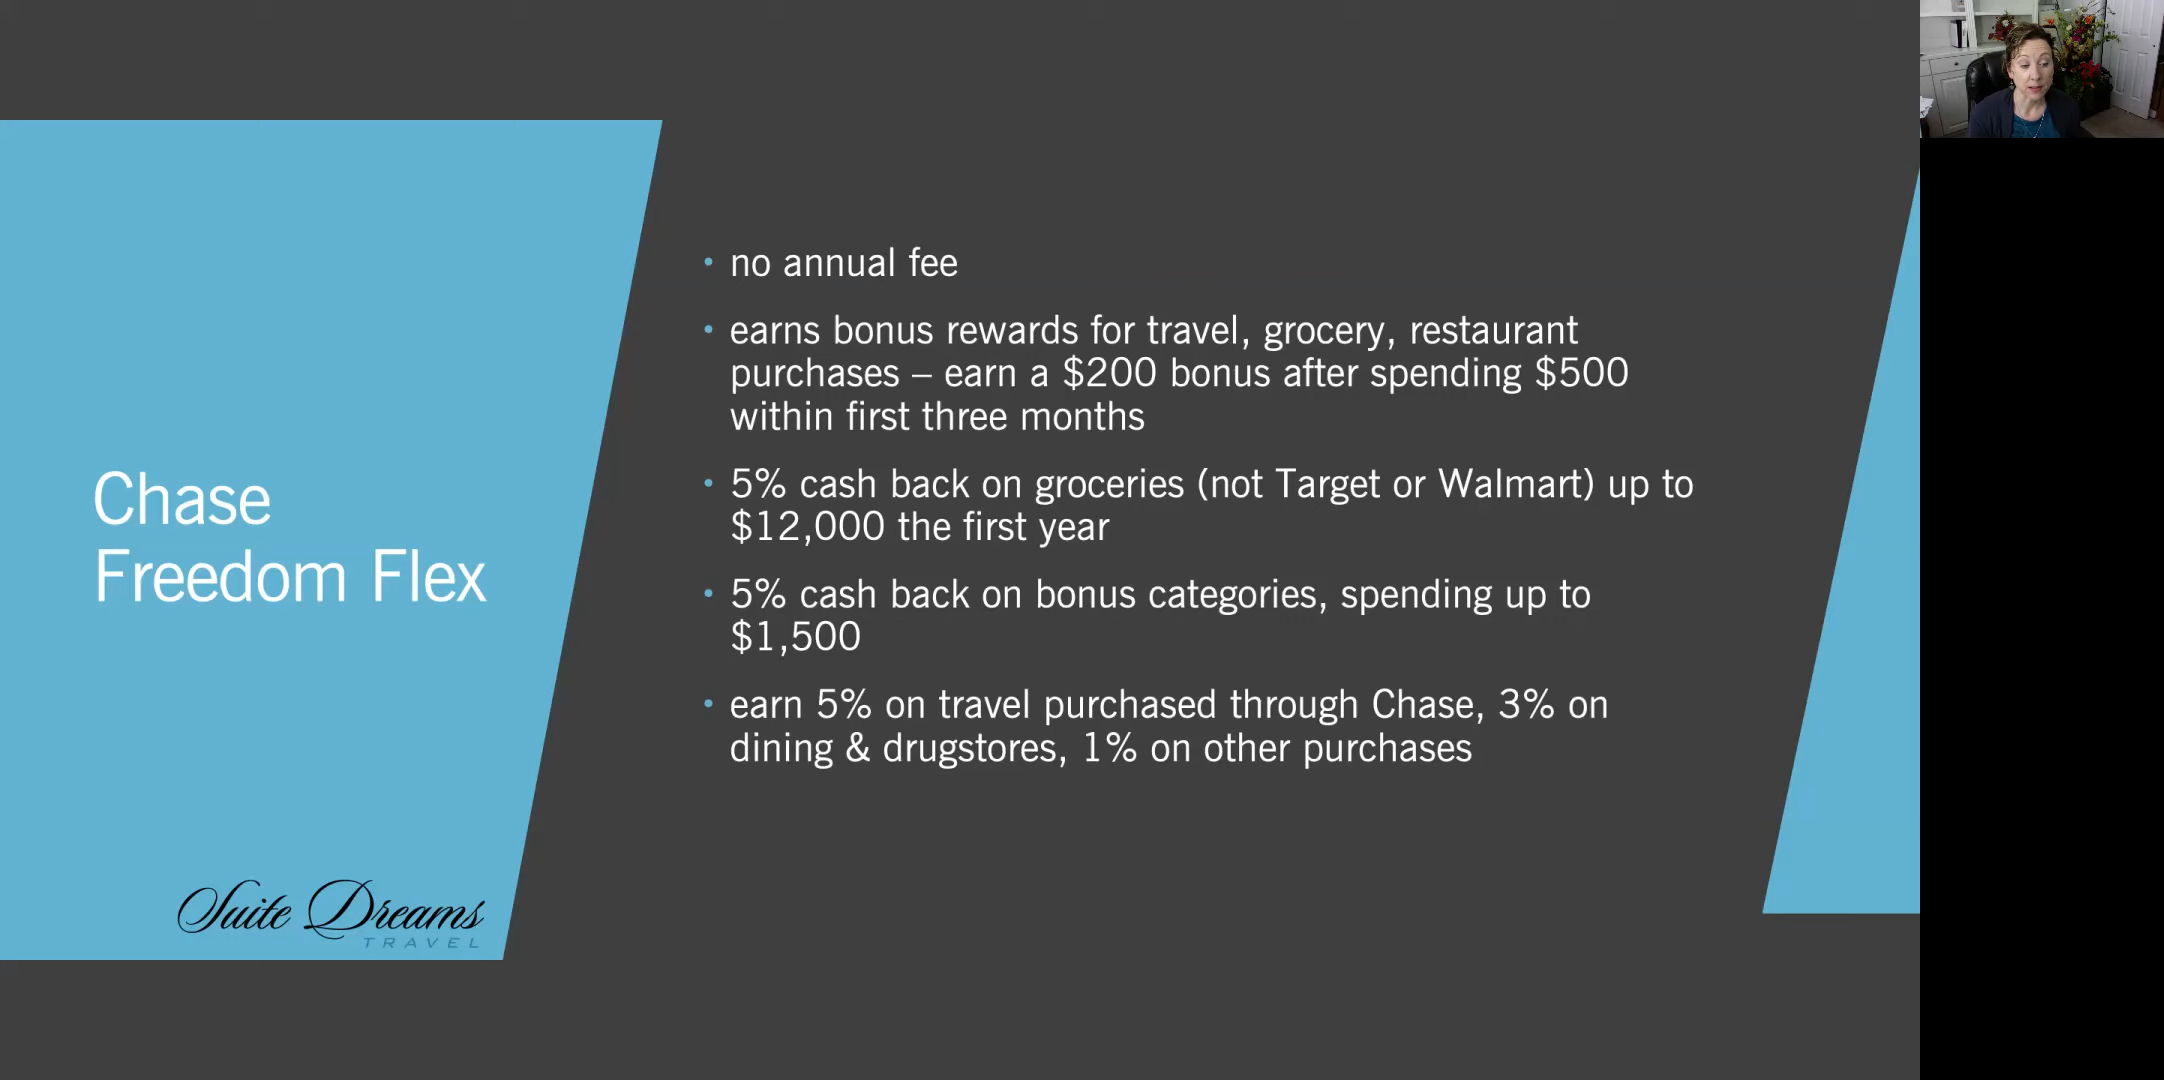 Chase
Freedom Flex
Suite Dreams
TRAVEL
• no annual fee
• earns bonus rewards for travel, grocery, restaurant
purchases – earn a $200 bonus after spending $500
within first three months
• 5% cash back on groceries (not Target or Walmart) up to
$12,000 the first year
• 5% cash back on bonus categories, spending up to
$1,500
• earn 5% on travel purchased through Chase, 3% on
dining & drugstores, 1% on other purchases